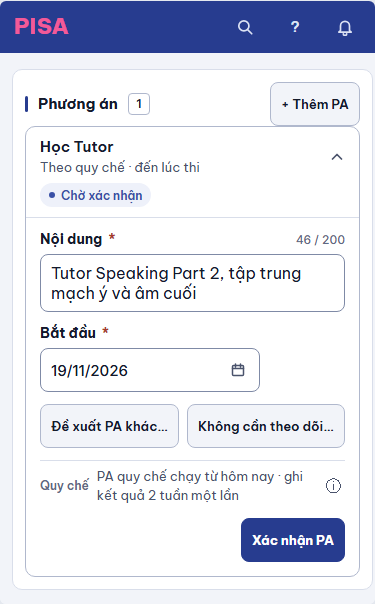 PISA
?
Phương án 1
+ Thêm PA
Học Tutor
Theo quy chế · đến lúc thi
Chờ xác nhận
Nội dung * 46 / 200
Tutor Speaking Part 2, tập trung
mạch ý và âm cuối
Bắt đầu *
19/11/2026
Đề xuất PA khác... Không cần theo dõi...
Quy chế PA quy chế chạy từ hôm nay · ghi
kết quả 2 tuần một lần
Xác nhận PA